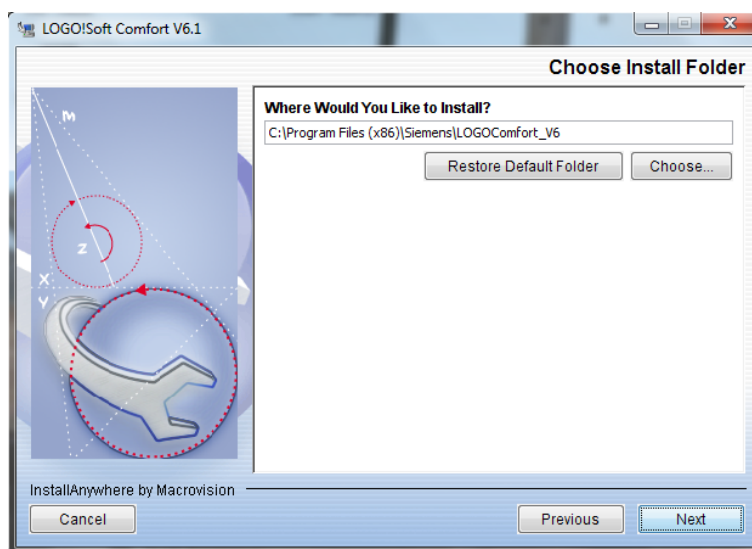 LOGO!Soft Comfort V6.1
Choose Install Folder
M
Z
X
Y
Where Would You Like to Install?
C:\Program Files (x86)\Siemens\LOGOComfort_V6
Restore Default Folder Choose...
InstallAnywhere by Macrovision
Cancel Previous Next